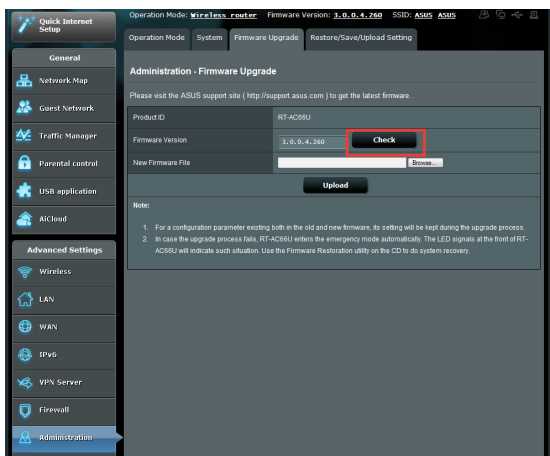 Quick Internet
Setup
Operation Mode: Wireless router Firmware Version: 3.0.0.4.260 SSID: ASUS ASUS
Operation Mode System Firmware Upgrade Restore/Save/Upload Setting
General
Network Map
Guest Network
Traffic Manager
Parental control
USB application
AiCloud
Advanced Settings
Wireless
LAN
WAN
IPv6
VPN Server
Firewall
Administration
Administration - Firmware Upgrade
Please visit the ASUS support site ( http://support.asus.com ) to get the latest firmware.
Product ID RT-AC66U
Firmware Version 3.0.0.4.260 Check
New Firmware File Browse...
Upload
Note:
1. For a configuration parameter existing both in the old and new firmware, its setting will be kept during the upgrade process.
2. In case the upgrade process fails, RT-AC66U enters the emergency mode automatically. The LED signals at the front of RT-
AC66U will indicate such situation. Use the Firmware Restoration utility on the CD to do system recovery.